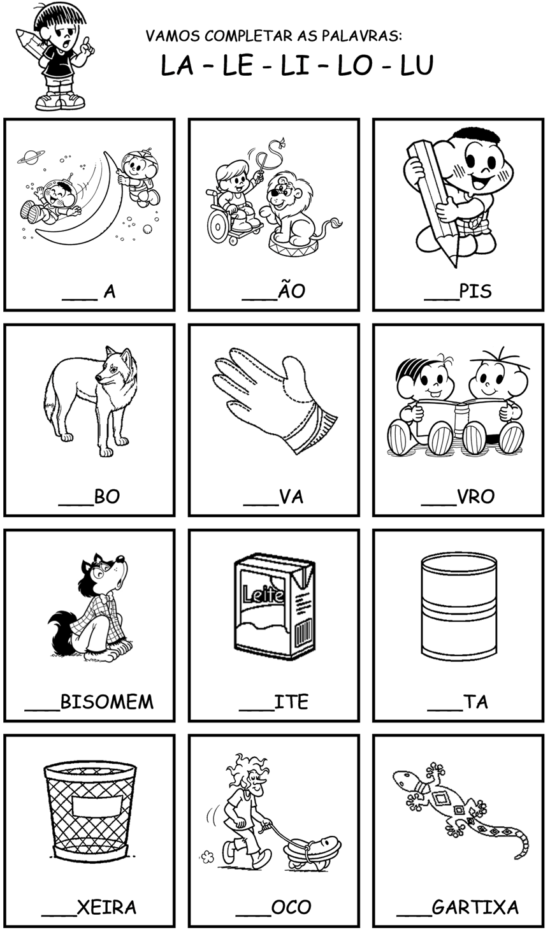 VAMOS COMPLETAR AS PALAVRAS:
LA – LE - LI – LO - LU
___ A
___ÃO
___PIS
___BO
___VA
___VRO
___BISOMEM
Leite
___ITE
___TA
___XEIRA
___OCO
___GARTIXA